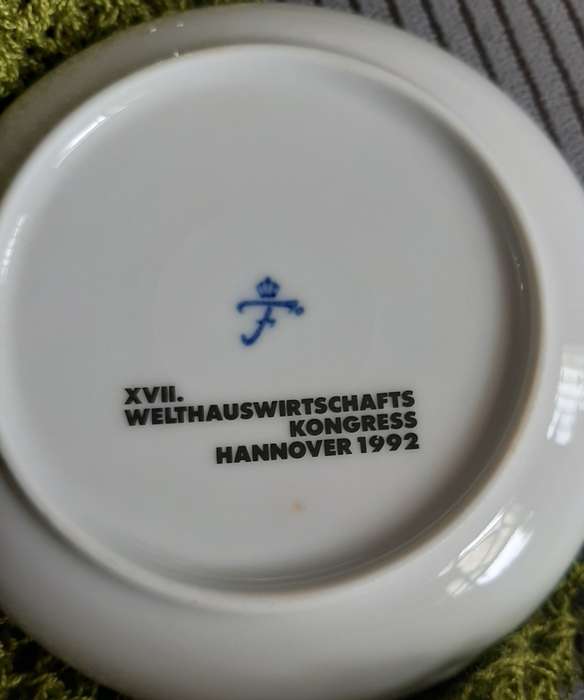 F
XVII.
WELTHAUSWIRTSCHAFTS
KONGRESS
HANNOVER 1992